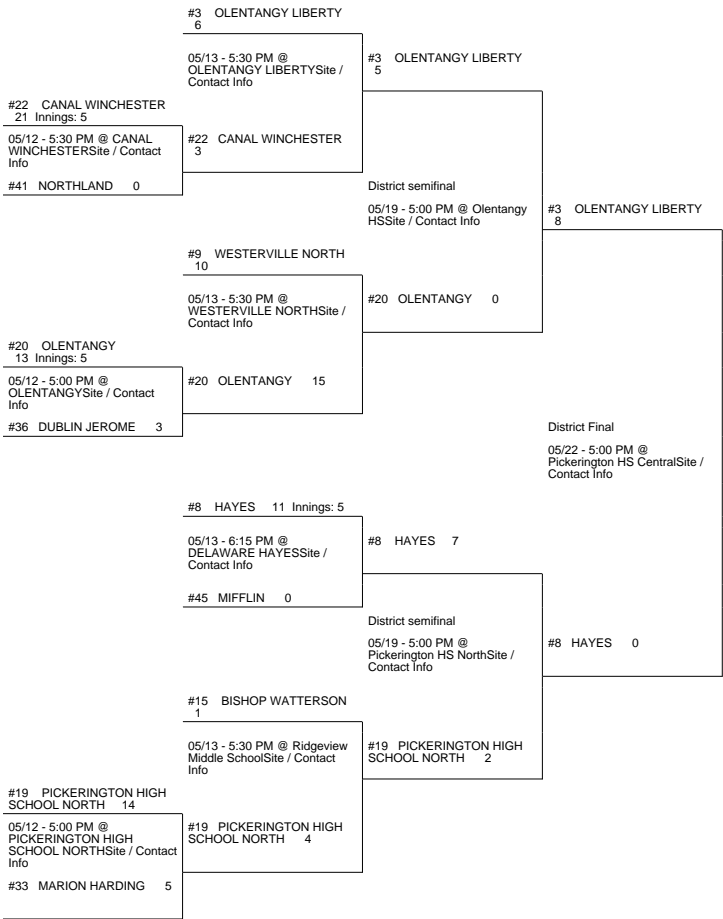 #3 OLENTANGY LIBERTY
6
05/13 - 5:30 PM @
OLENTANGY LIBERTYSite /
Contact Info
#3 OLENTANGY LIBERTY
5
#22 CANAL WINCHESTER
21 Innings: 5
05/12 - 5:30 PM @ CANAL
WINCHESTERSite / Contact
Info
#22 CANAL WINCHESTER
3
#41 NORTHLAND 0
District semifinal
05/19 - 5:00 PM @ Olentangy
HSSite / Contact Info
#3 OLENTANGY LIBERTY
8
#9 WESTERVILLE NORTH
10
05/13 - 5:30 PM @
WESTERVILLE NORTHSite /
Contact Info
#20 OLENTANGY 0
#20 OLENTANGY
13 Innings: 5
05/12 - 5:00 PM @
OLENTANGYSite / Contact
Info
#20 OLENTANGY 15
#36 DUBLIN JEROME 3
District Final
05/22 - 5:00 PM @
Pickerington HS CentralSite /
Contact Info
#8 HAYES 11 Innings: 5
05/13 - 6:15 PM @
DELAWARE HAYESSite /
Contact Info
#8 HAYES 7
#45 MIFFLIN 0
District semifinal
05/19 - 5:00 PM @
Pickerington HS NorthSite /
Contact Info
#8 HAYES 0
#15 BISHOP WATTERSON
1
05/13 - 5:30 PM @ Ridgeview
Middle SchoolSite / Contact
Info
#19 PICKERINGTON HIGH
SCHOOL NORTH 2
#19 PICKERINGTON HIGH
SCHOOL NORTH 14
05/12 - 5:00 PM @
PICKERINGTON HIGH
SCHOOL NORTHSite / Contact
Info
#19 PICKERINGTON HIGH
SCHOOL NORTH 4
#33 MARION HARDING 5